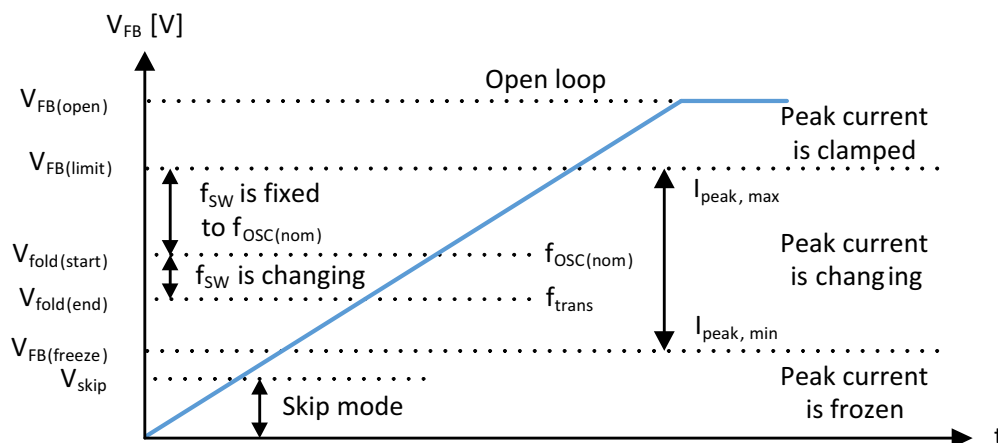 V_FB [V]
Open loop
V_FB(open)
Peak current
is clamped
V_FB(limit)
f_SW is fixed
to f_OSC(nom)
I_peak, max
V_fold(start)
f_OSC(nom)
Peak current
is changing
f_SW is changing
V_fold(end)
f_trans
I_peak, min
V_FB(freeze)
V_skip
Skip mode
Peak current
is frozen
t